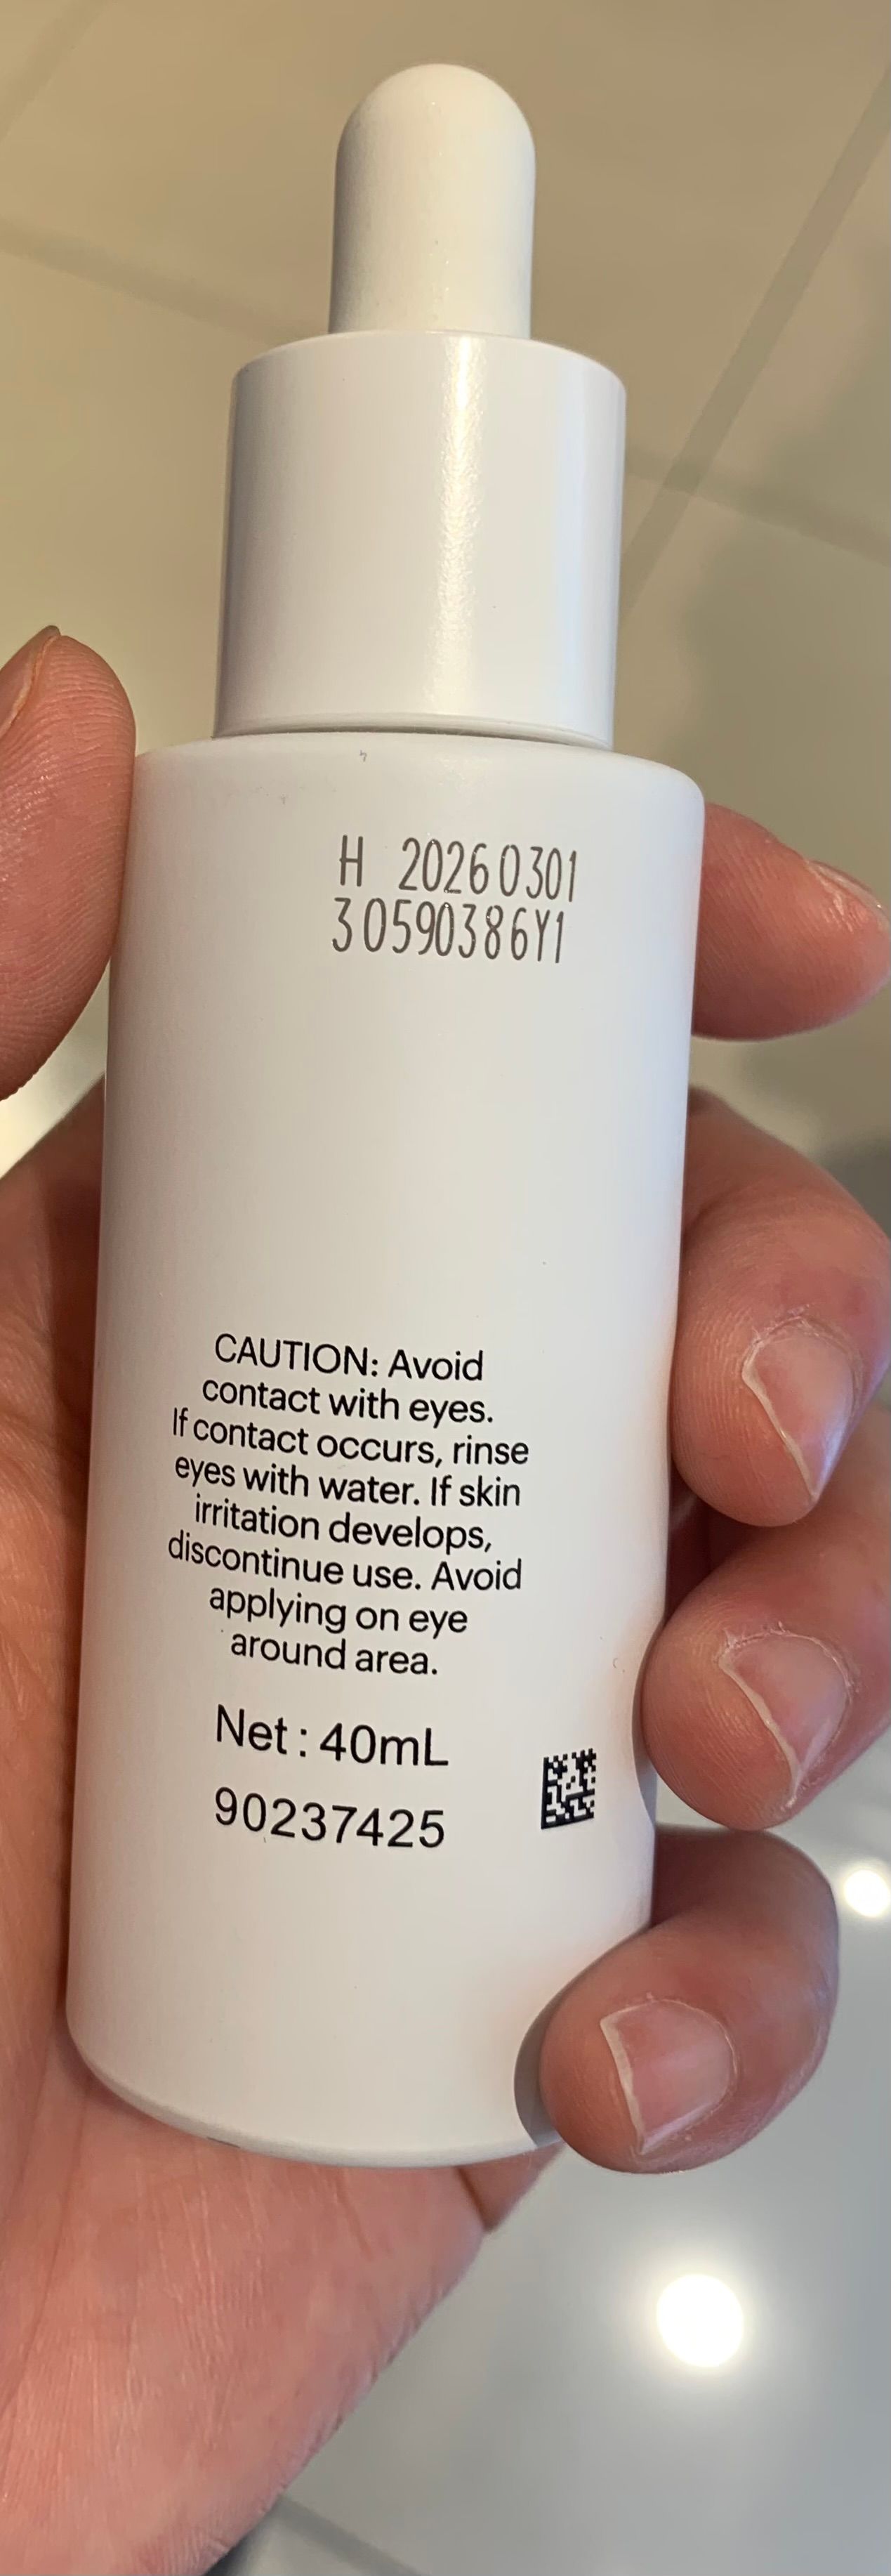 H 20260301
30590386Y1
CAUTION: Avoid
contact with eyes.
If contact occurs, rinse
eyes with water. If skin
irritation develops,
discontinue use. Avoid
applying on eye
around area.
Net : 40mL
90237425